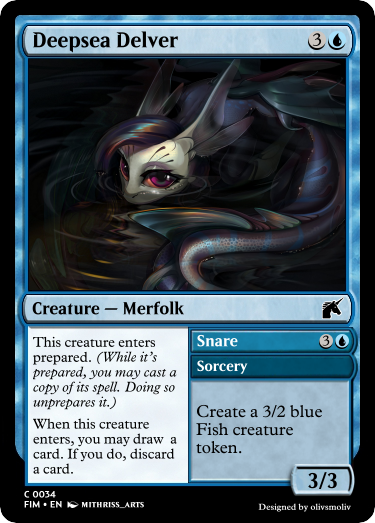 Deepsea Delver 3
Creature — Merfolk
This creature enters
prepared. (While it's
prepared, you may cast a
copy of its spell. Doing so
unprepares it.)
When this creature
enters, you may draw a
card. If you do, discard
a card.
Snare 3
Sorcery
Create a 3/2 blue
Fish creature
token.
3/3
C 0034
FIM • EN MITHRISS_ARTS
Designed by olivsmoliv